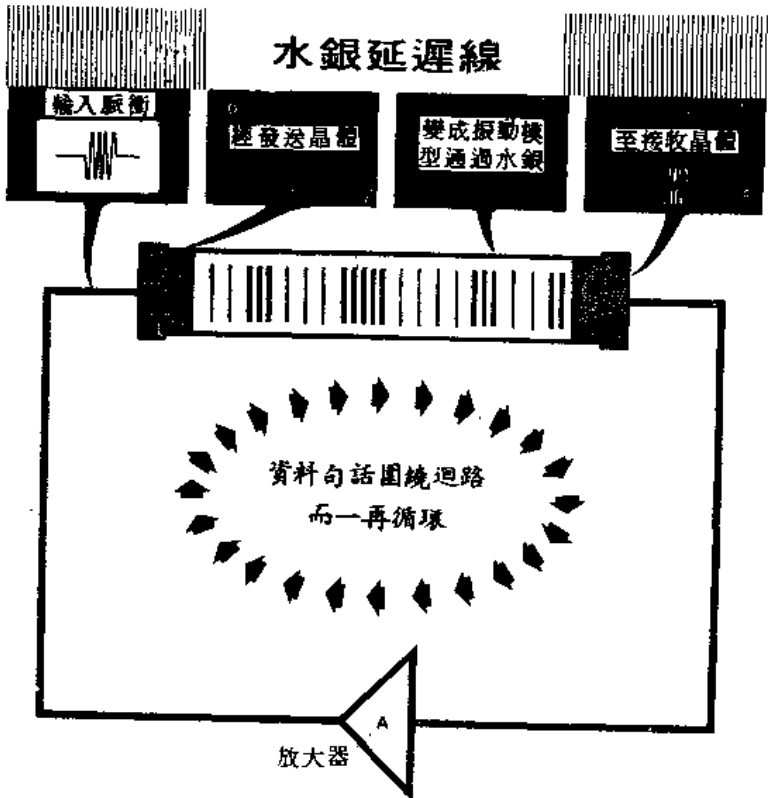 水銀延遲線
輸入脈衝
經發送晶體
變成振動模
型通過水銀
至接收晶體
資料句話圍繞迴路
而一再循環
A
放大器